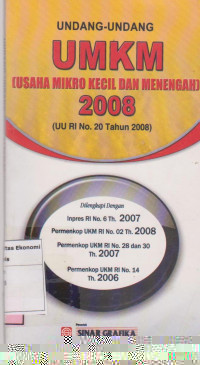 UNDANG-UNDANG
UMKM
(USAHA MIKRO KECIL DAN MENENGAH)
2008
(UU RI No. 20 Tahun 2008)
Dilengkapi Dengan
Inpres RI No. 6 Th. 2007
Permenkop UKM RI No. 02 Th. 2008
Permenkop UKM RI No. 28 dan 30
Th. 2007
Permenkop UKM RI No. 14
Th. 2006
Ekonomi
SINAR GRAFIKA